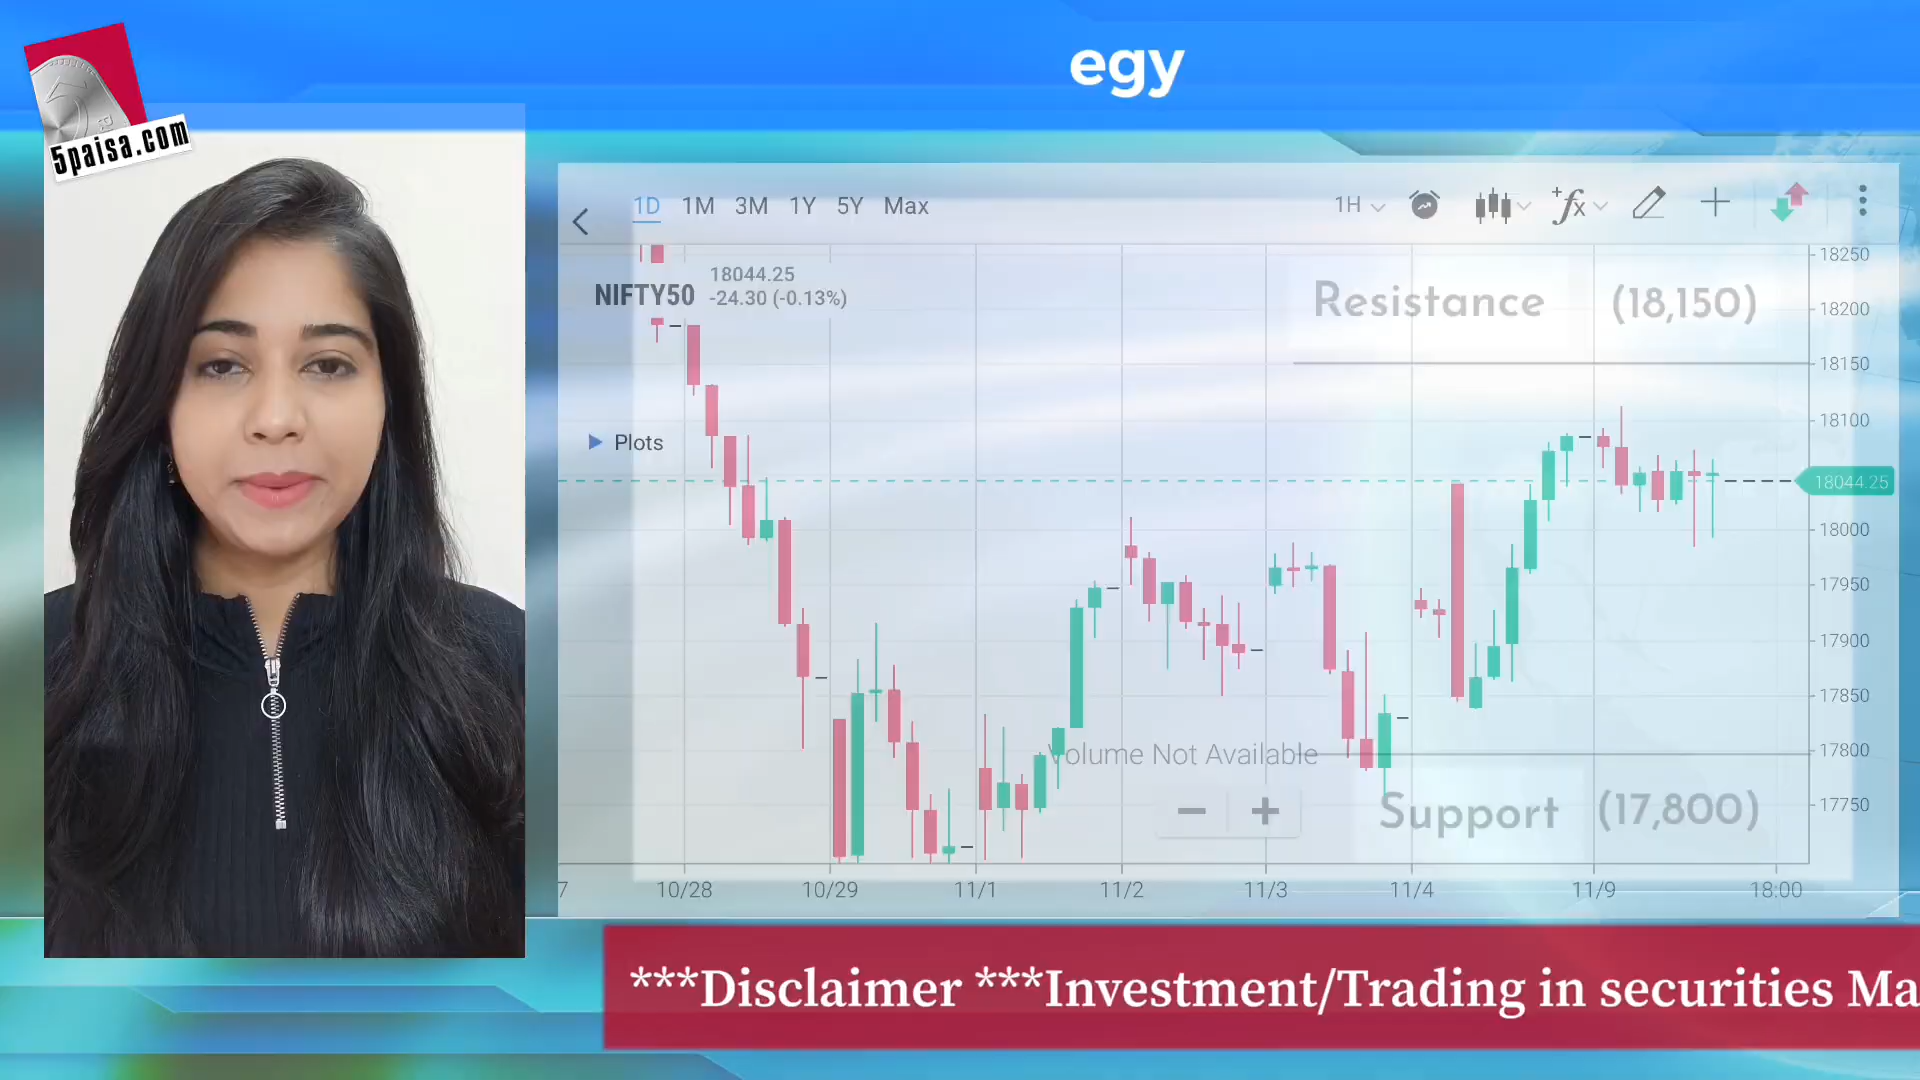 egy
5paisa.com
1D 1M 3M 1Y 5Y Max
1H
NIFTY50
18044.25
-24.30 (-0.13%)
Resistance (18,150)
Plots
18250
18200
18150
18100
18044.25
18000
17950
17900
17850
17800
17750
Volume Not Available
Support (17,800)
7 10/28 10/29 11/1 11/2 11/3 11/4 11/9 18:00
***Disclaimer ***Investment/Trading in securities Ma